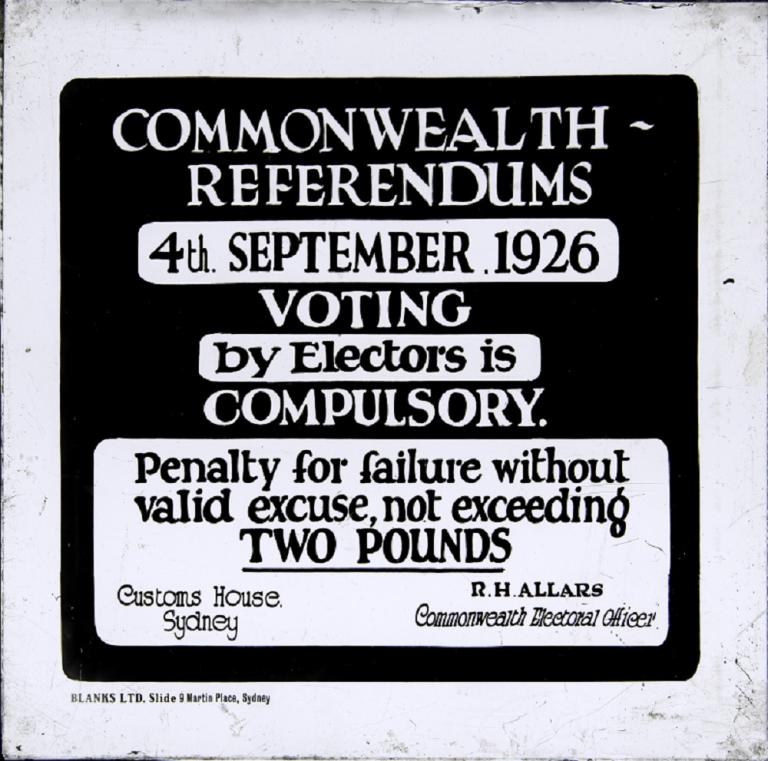 COMMONWEALTH ~
REFERENDUMS
4th. SEPTEMBER . 1926
VOTING
by Electors is
COMPULSORY.
Penalty for failure without
valid excuse, not exceeding
TWO POUNDS
Customs House.
Sydney
R.H.ALLARS
Commonwealth Electoral Officer
BLANKS LTD. Slide 9 Martin Place, Sydney